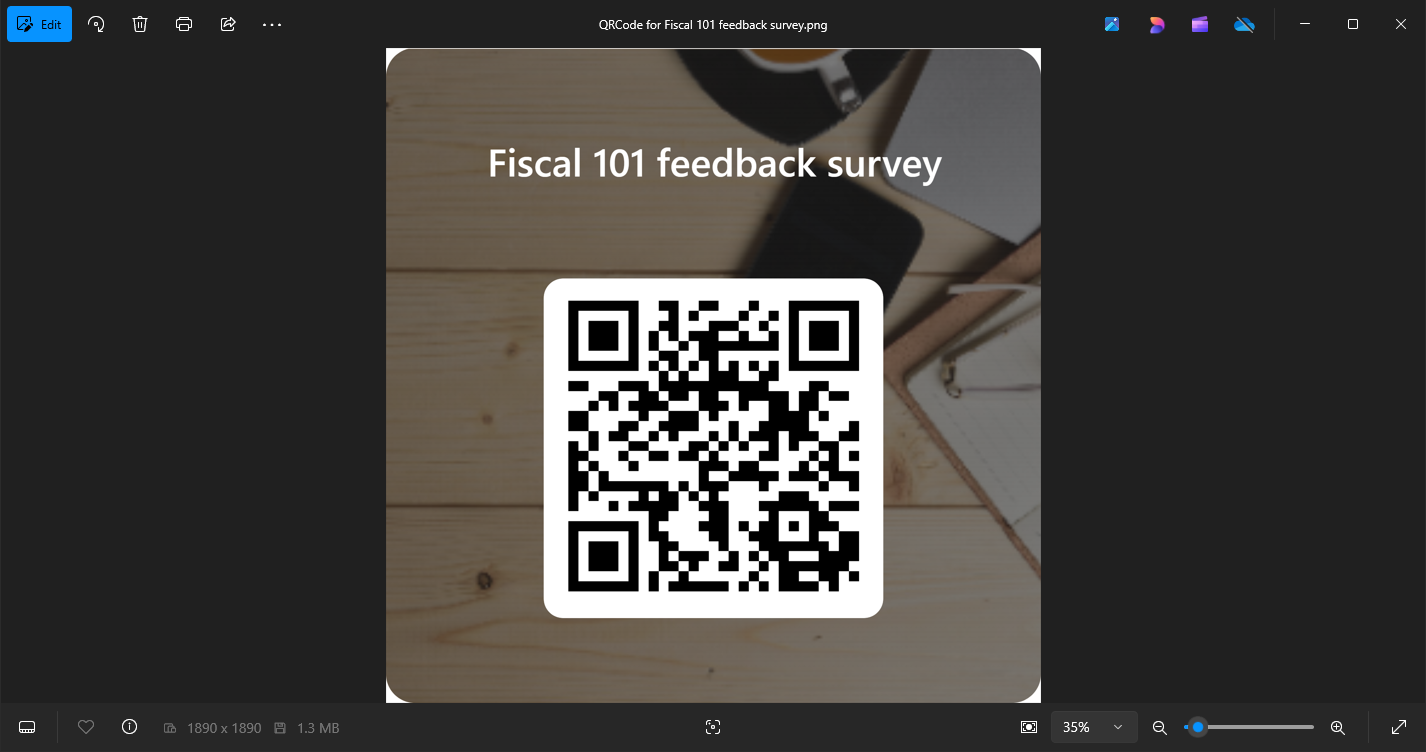 Edit
QRCode for Fiscal 101 feedback survey.png
Fiscal 101 feedback survey
1890 x 1890
1.3 MB
35%